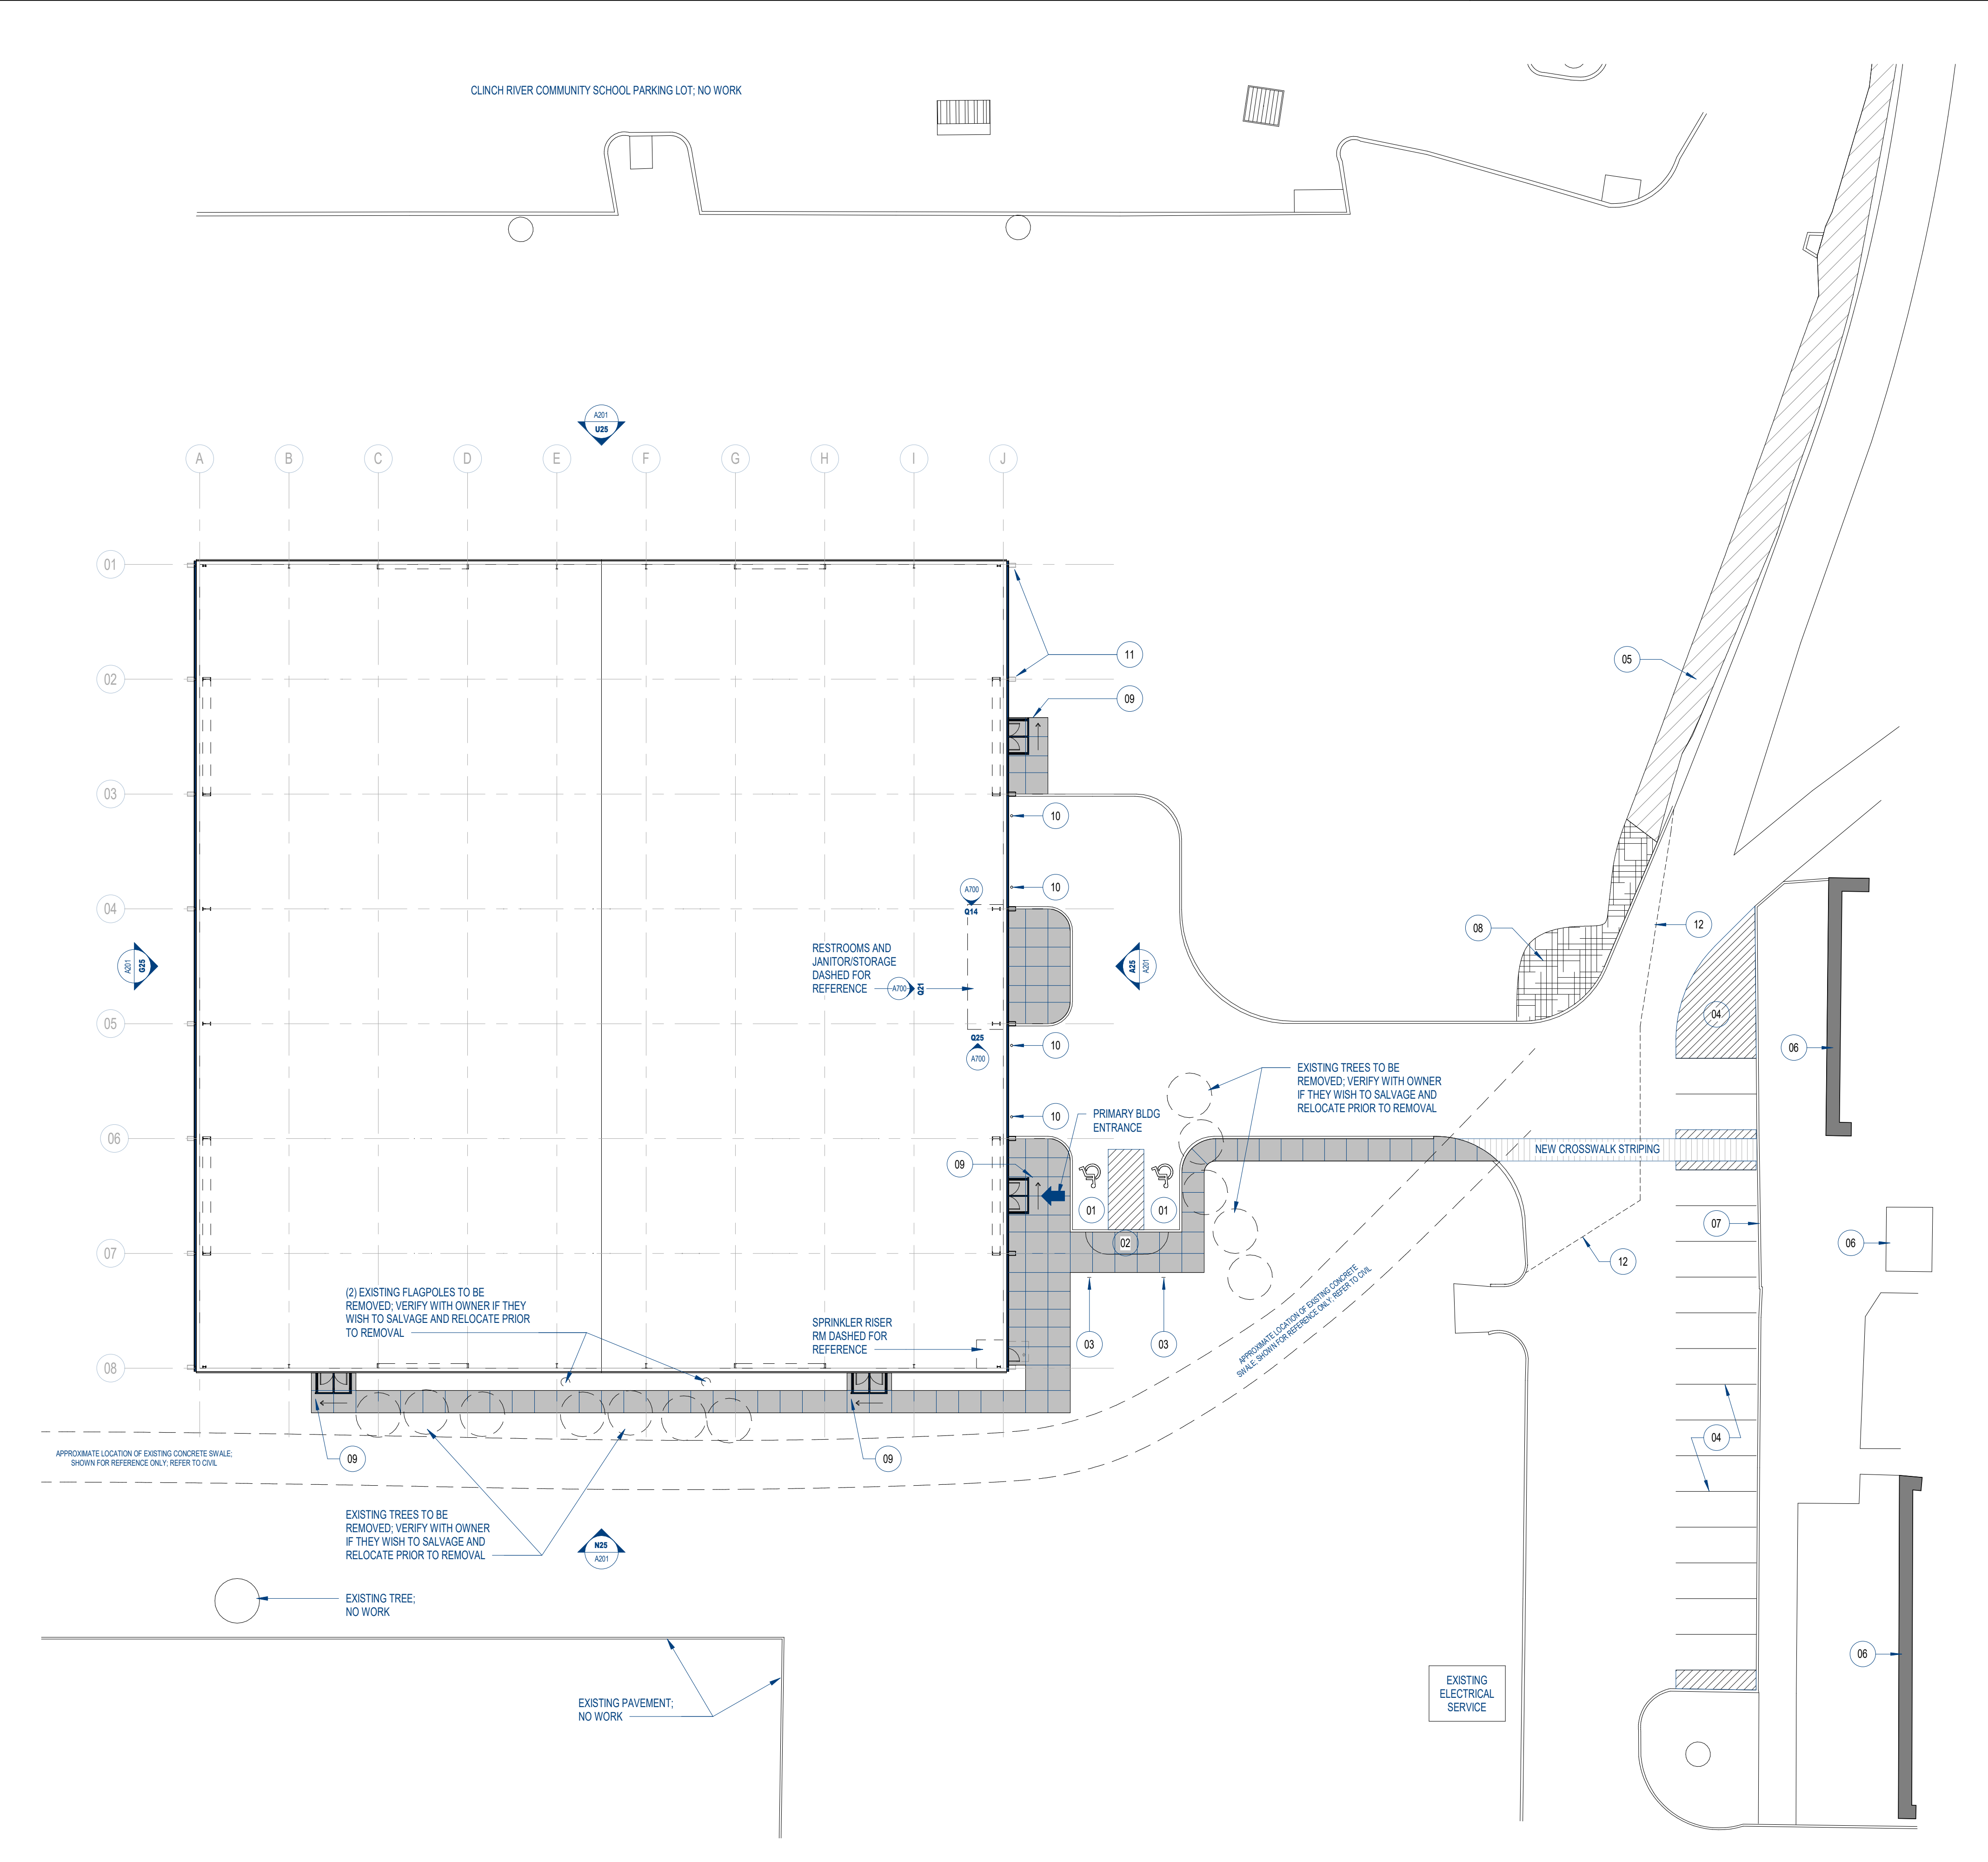 CLINCH RIVER COMMUNITY SCHOOL PARKING LOT; NO WORK
A201
U25
A
B
C
D
E
F
G
H
I
J
01
02
03
04
05
06
07
08
11
09
05
10
10
A700
Q14
RESTROOMS AND
JANITOR/STORAGE
DASHED FOR
REFERENCE
A700
Q21
A201
G25
A25
A201
08
12
04
06
Q25
A700
10
10
PRIMARY BLDG
ENTRANCE
EXISTING TREES TO BE
REMOVED; VERIFY WITH OWNER
IF THEY WISH TO SALVAGE AND
RELOCATE PRIOR TO REMOVAL
NEW CROSSWALK STRIPING
09
01
01
02
07
06
12
(2) EXISTING FLAGPOLES TO BE
REMOVED; VERIFY WITH OWNER IF THEY
WISH TO SALVAGE AND RELOCATE PRIOR
TO REMOVAL
SPRINKLER RISER
RM DASHED FOR
REFERENCE
03
03
APPROXIMATE LOCATION OF EXISTING CONCRETE
SWALE; SHOWN FOR REFERENCE ONLY; REFER TO CIVIL
APPROXIMATE LOCATION OF EXISTING CONCRETE SWALE;
SHOWN FOR REFERENCE ONLY; REFER TO CIVIL
09
09
04
EXISTING TREES TO BE
REMOVED; VERIFY WITH OWNER
IF THEY WISH TO SALVAGE AND
RELOCATE PRIOR TO REMOVAL
N25
A201
EXISTING TREE;
NO WORK
06
EXISTING PAVEMENT;
NO WORK
EXISTING
ELECTRICAL
SERVICE